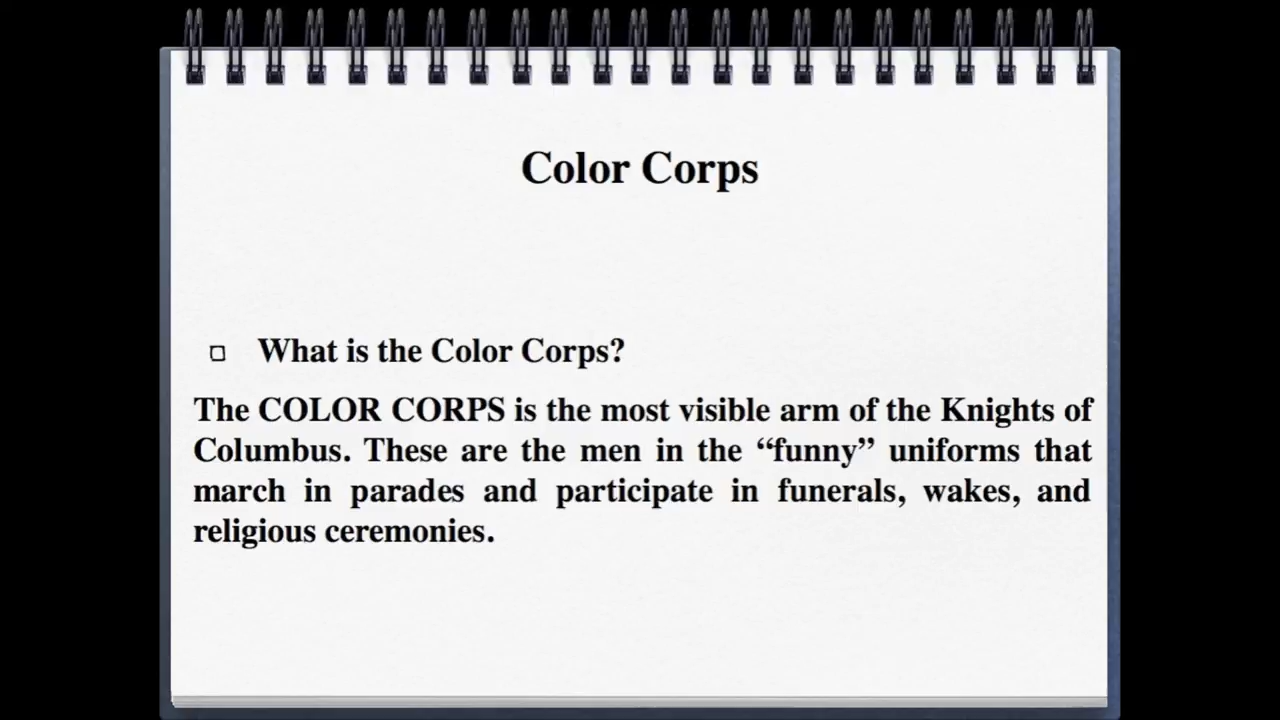 Color Corps
What is the Color Corps?
The COLOR CORPS is the most visible arm of the Knights of
Columbus. These are the men in the “funny” uniforms that
march in parades and participate in funerals, wakes, and
religious ceremonies.